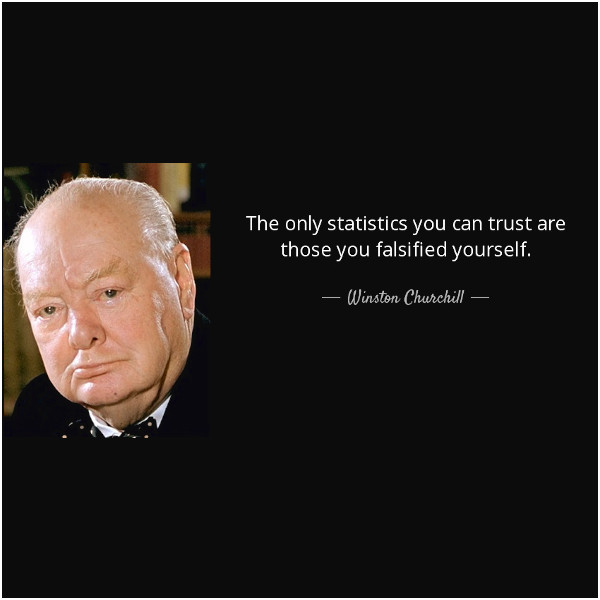 The only statistics you can trust are
those you falsified yourself.
— Winston Churchill —